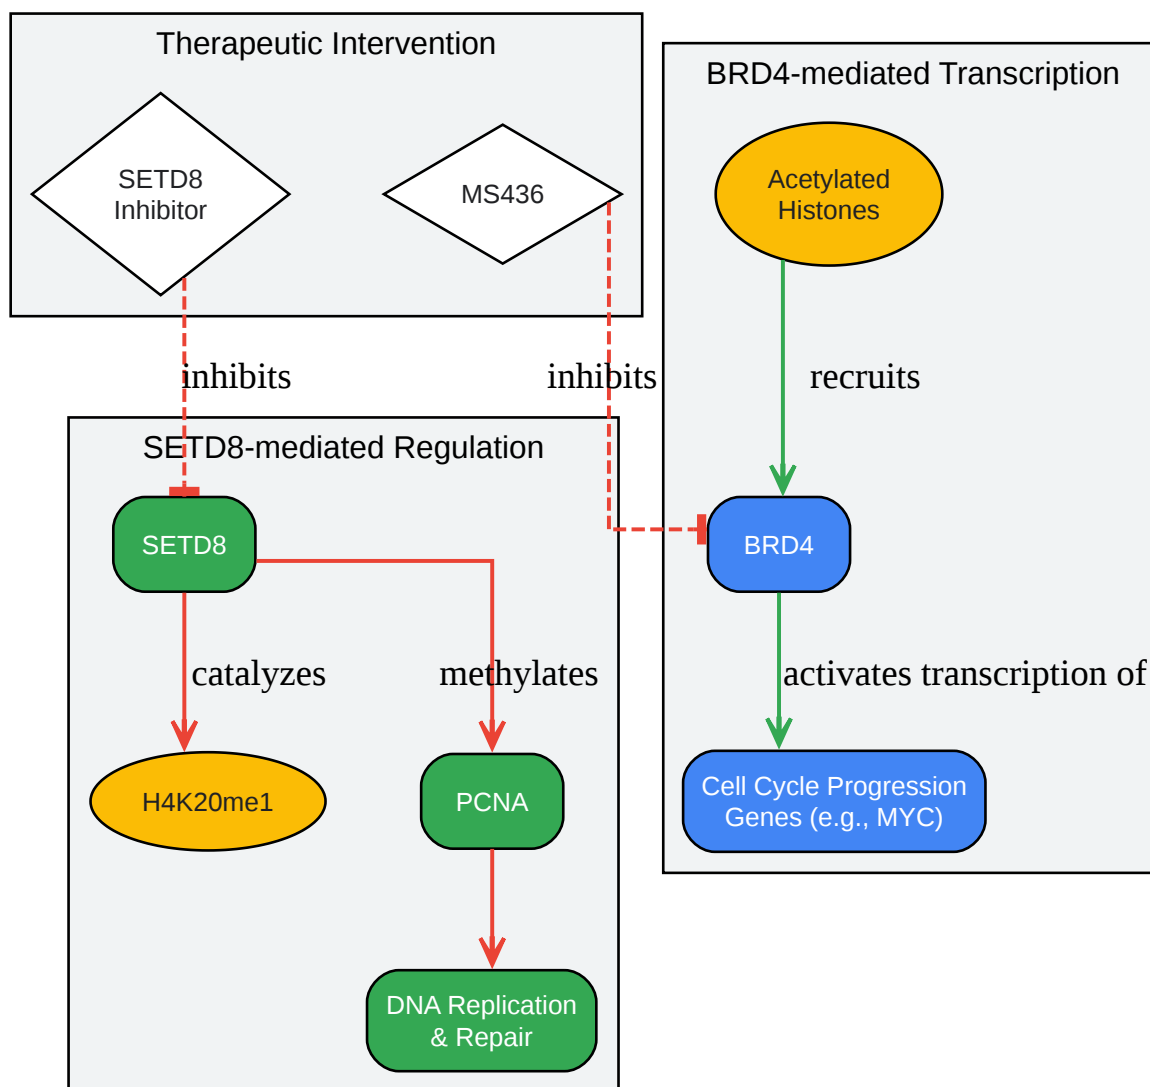 Therapeutic Intervention
SETD8
Inhibitor
MS436
BRD4-mediated Transcription
Acetylated
Histones
inhibits
inhibits
recruits
SETD8-mediated Regulation
SETD8
BRD4
catalyzes
methylates
activates transcription of
H4K20me1
PCNA
Cell Cycle Progression
Genes (e.g., MYC)
DNA Replication
& Repair